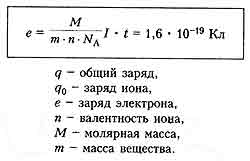 e = M / (m · n · N_A) I · t = 1,6 · 10⁻¹⁹ Кл
q – общий заряд,
q₀ – заряд иона,
e – заряд электрона,
n – валентность иона,
M – молярная масса,
m – масса вещества.